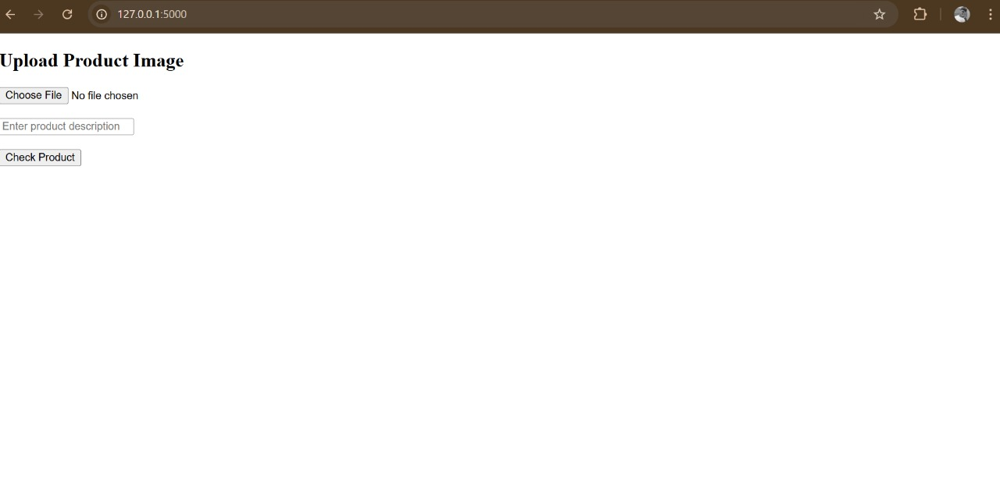 127.0.0.1:5000
Upload Product Image
Choose File No file chosen
Enter product description
Check Product